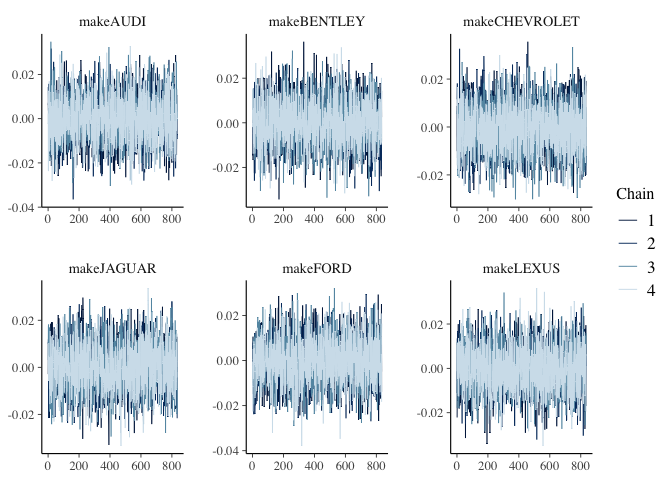 makeAUDI makeBENTLEY makeCHEVROLET
0.02 0.02 0.02
0.00 0.00 0.00
-0.02 -0.02 -0.02
-0.04
0 200 400 600 800 0 200 400 600 800 0 200 400 600 800
Chain
1
2
3
4
makeJAGUAR makeFORD makeLEXUS
0.02 0.02 0.02
0.00 0.00 0.00
-0.02 -0.02 -0.02
-0.04
0 200 400 600 800 0 200 400 600 800 0 200 400 600 800